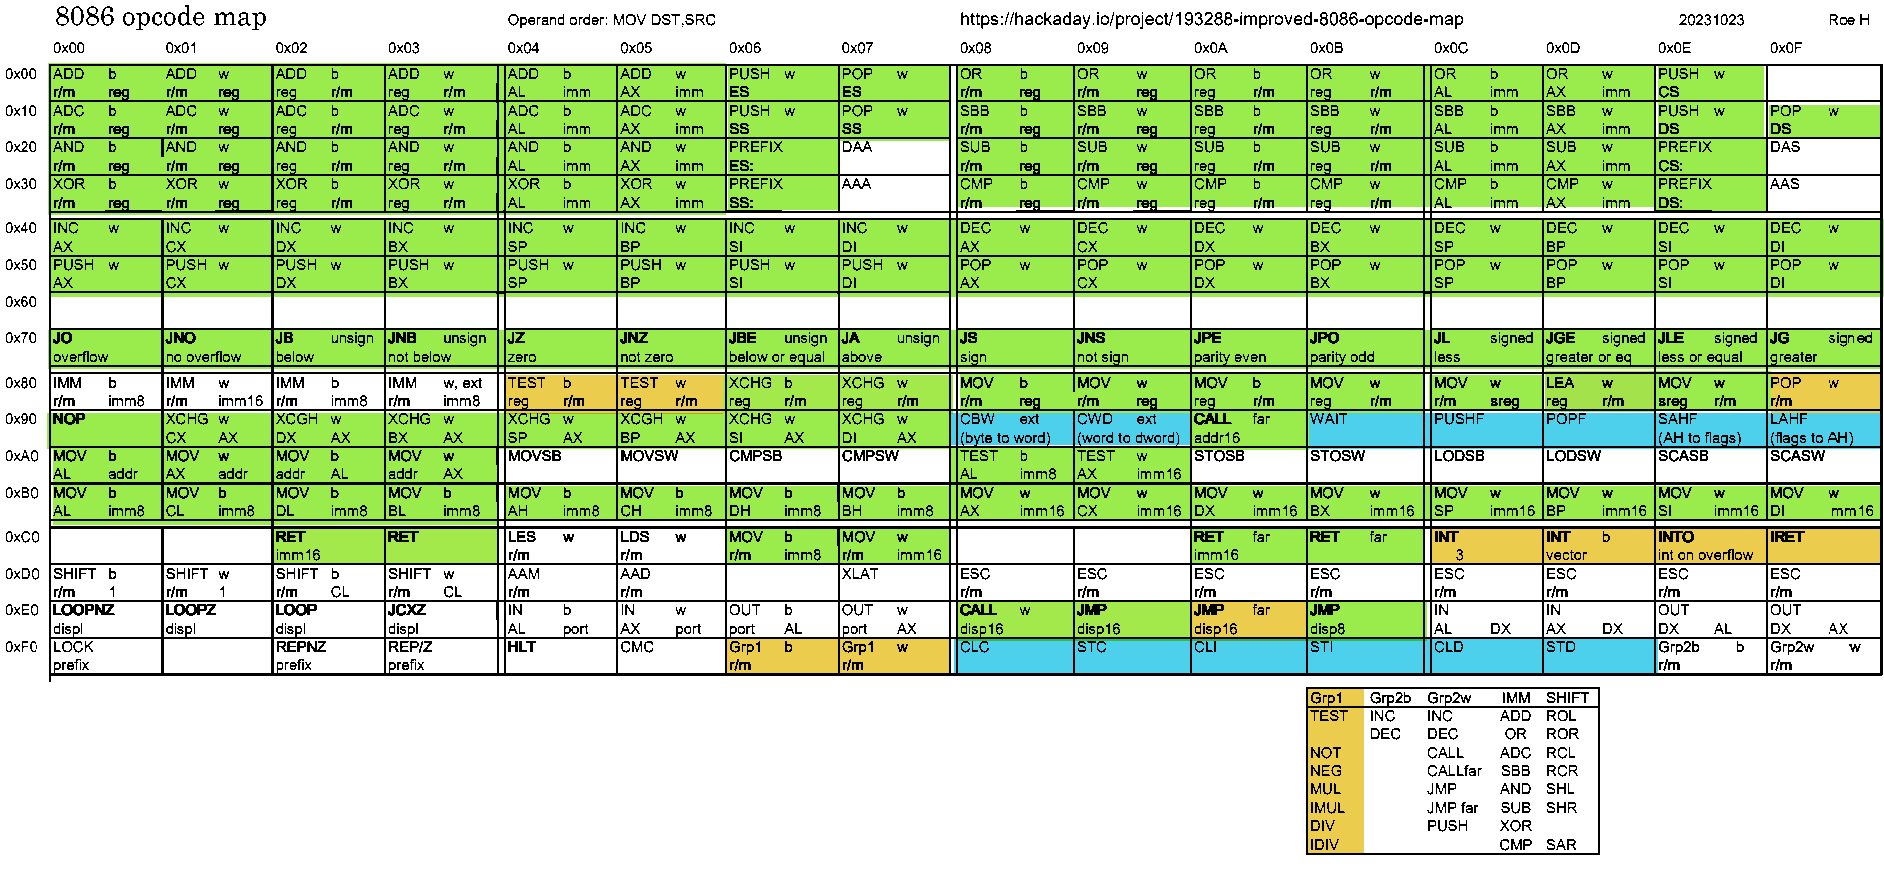 8086 opcode map Operand order: MOV DST,SRC https://hackaday.io/project/193288-improved-8086-opcode-map 20231023 Roe H
0x00 0x01 0x02 0x03 0x04 0x05 0x06 0x07 0x08 0x09 0x0A 0x0B 0x0C 0x0D 0x0E 0x0F
0x00 ADD b ADD w ADD b ADD w ADD b ADD w PUSH w POP w OR b OR w OR b OR w OR b OR w PUSH w
r/m reg r/m reg reg r/m reg r/m AL imm AX imm ES ES r/m reg r/m reg reg r/m reg r/m AL imm AX imm CS
0x10 ADC b ADC w ADC b ADC w ADC b ADC w PUSH w POP w SBB b SBB w SBB b SBB w SBB b SBB w PUSH w POP w
r/m reg r/m reg reg r/m reg r/m AL imm AX imm SS SS r/m reg r/m reg reg r/m reg r/m AL imm AX imm DS DS
0x20 AND b AND w AND b AND w AND b AND w PREFIX DAA SUB b SUB w SUB b SUB w SUB b SUB w PREFIX DAS
r/m reg r/m reg reg r/m reg r/m AL imm AX imm ES: r/m reg r/m reg reg r/m reg r/m AL imm AX imm CS:
0x30 XOR b XOR w XOR b XOR w XOR b XOR w PREFIX AAA CMP b CMP w CMP b CMP w CMP b CMP w PREFIX AAS
r/m reg r/m reg reg r/m reg r/m AL imm AX imm SS: r/m reg r/m reg reg r/m reg r/m AL imm AX imm DS:
0x40 INC w INC w INC w INC w INC w INC w INC w INC w DEC w DEC w DEC w DEC w DEC w DEC w DEC w DEC w
AX CX DX BX SP BP SI DI AX CX DX BX SP BP SI DI
0x50 PUSH w PUSH w PUSH w PUSH w PUSH w PUSH w PUSH w PUSH w POP w POP w POP w POP w POP w POP w POP w POP w
AX CX DX BX SP BP SI DI AX CX DX BX SP BP SI DI
0x60
0x70 JO JNO JB unsign JNB unsign JZ JNZ JBE unsign JA unsign JS JNS JPE JPO JL signed JGE signed JLE signed JG signed
overflow no overflow below not below zero not zero below or equal above sign not sign parity even parity odd less greater or eq less or equal greater
0x80 IMM b IMM w IMM b IMM w, ext TEST b TEST w XCHG b XCHG w MOV b MOV w MOV b MOV w MOV w LEA w MOV w POP w
r/m imm8 r/m imm16 r/m imm8 r/m imm8 reg r/m reg r/m reg r/m reg r/m r/m reg r/m reg reg r/m reg r/m r/m sreg reg r/m sreg r/m r/m
0x90 NOP XCHG w XCGH w XCHG w XCHG w XCGH w XCHG w XCHG w CBW ext CWD ext CALL far WAIT PUSHF POPF SAHF LAHF
CX AX DX AX BX AX SP AX BP AX SI AX DI AX (byte to word) (word to dword) addr16 (AH to flags) (flags to AH)
0xA0 MOV b MOV w MOV b MOV w MOVSB MOVSW CMPSB CMPSW TEST b TEST w STOSB STOSW LODSB LODSW SCASB SCASW
AL addr AX addr addr AL addr AX AL imm8 AX imm16
0xB0 MOV b MOV b MOV b MOV b MOV b MOV b MOV b MOV b MOV w MOV w MOV w MOV w MOV w MOV w MOV w MOV w
AL imm8 CL imm8 DL imm8 BL imm8 AH imm8 CH imm8 DH imm8 BH imm8 AX imm16 CX imm16 DX imm16 BX imm16 SP imm16 BP imm16 SI imm16 DI mm16
0xC0 RET RET LES w LDS w MOV b MOV w RET far RET far INT INT b INTO IRET
imm16 r/m r/m r/m imm8 r/m imm16 imm16 3 vector int on overflow
0xD0 SHIFT b SHIFT w SHIFT b SHIFT w AAM AAD XLAT ESC ESC ESC ESC ESC ESC ESC ESC
r/m 1 r/m 1 r/m CL r/m CL r/m r/m r/m r/m r/m r/m r/m r/m r/m r/m
0xE0 LOOPNZ LOOPZ LOOP JCXZ IN b IN w OUT b OUT w CALL w JMP JMP far JMP IN IN OUT OUT
displ displ displ displ AL port AX port port AL port AX disp16 disp16 disp16 disp8 AL DX AX DX DX AL DX AX
0xF0 LOCK REPNZ REP/Z HLT CMC Grp1 b Grp1 w CLC STC CLI STI CLD STD Grp2b b Grp2w w
prefix prefix prefix r/m r/m r/m r/m
Grp1 Grp2b Grp2w IMM SHIFT
TEST INC INC ADD ROL
DEC DEC OR ROR
NOT CALL ADC RCL
NEG CALLfar SBB RCR
MUL JMP AND SHL
IMUL JMP far SUB SHR
DIV PUSH XOR
IDIV CMP SAR